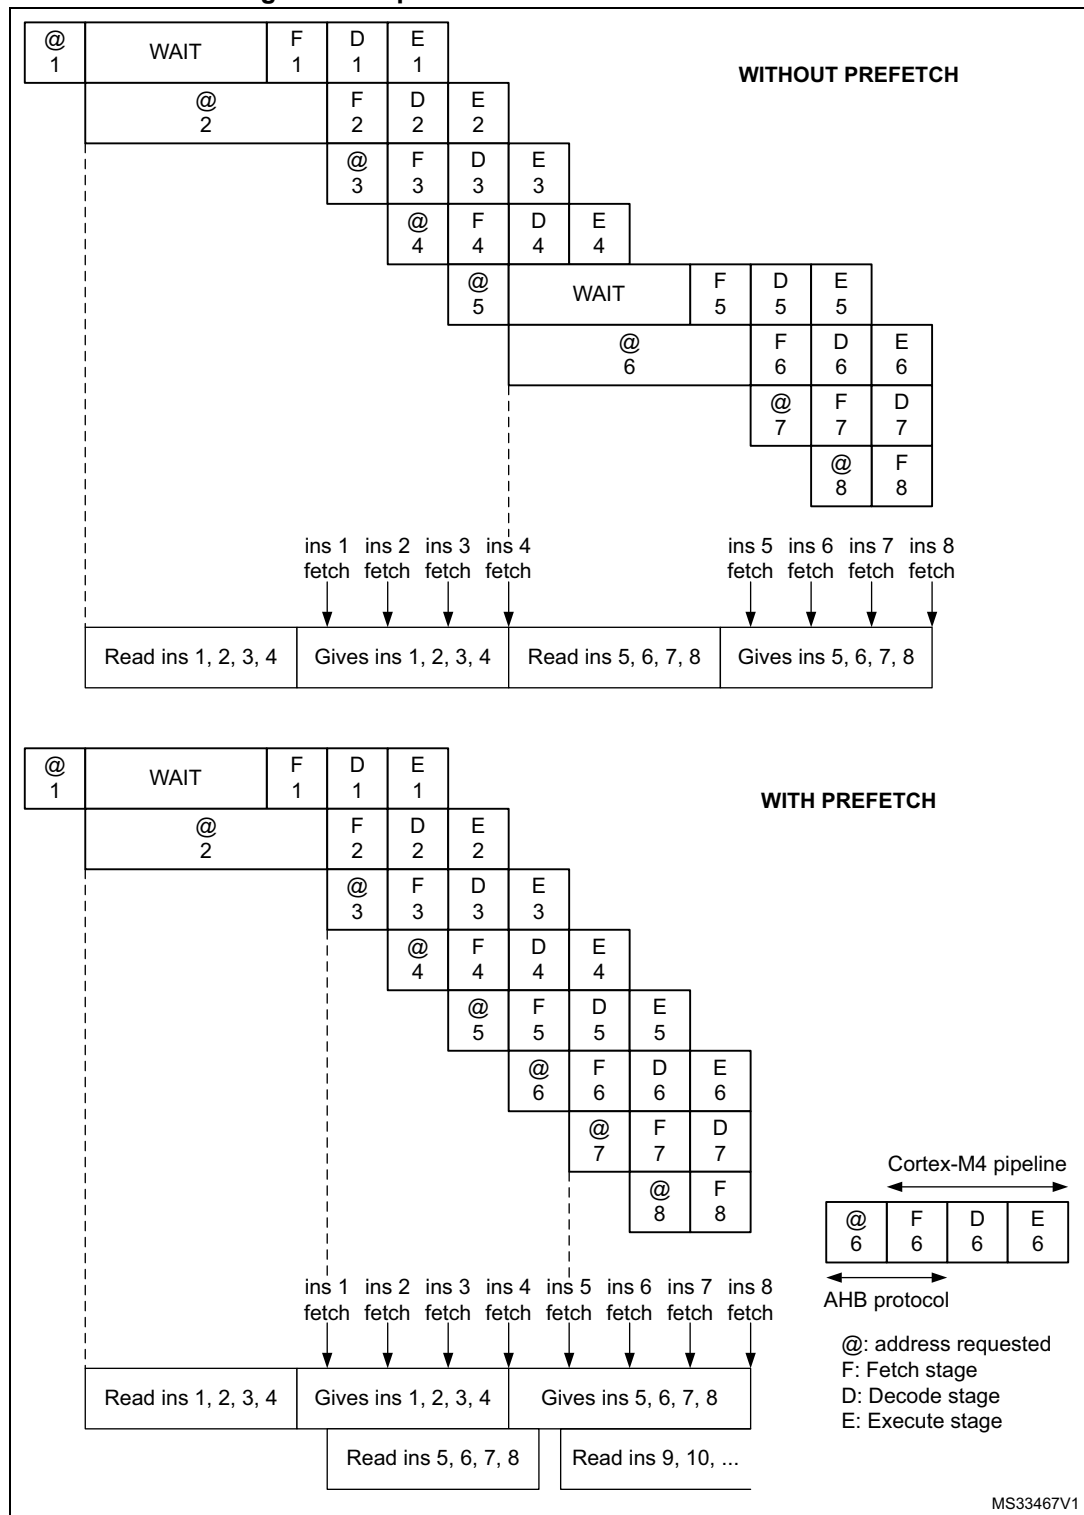 @ WAIT F D E
1 1 1 1
WITHOUT PREFETCH
@ F D E
2 2 2 2
@ F D E
3 3 3 3
@ F D E
4 4 4 4
@ WAIT F D E
5 5 5 5
@ F D E
6 6 6 6
@ F D
7 7 7
@ F
8 8
ins 1 ins 2 ins 3 ins 4 ins 5 ins 6 ins 7 ins 8
fetch fetch fetch fetch fetch fetch fetch fetch
Read ins 1, 2, 3, 4 Gives ins 1, 2, 3, 4 Read ins 5, 6, 7, 8 Gives ins 5, 6, 7, 8
@ WAIT F D E
1 1 1 1
WITH PREFETCH
@ F D E
2 2 2 2
@ F D E
3 3 3 3
@ F D E
4 4 4 4
@ F D E
5 5 5 5
@ F D E
6 6 6 6
@ F D
7 7 7
@ F
8 8
Cortex-M4 pipeline
@ F D E
6 6 6 6
AHB protocol
ins 1 ins 2 ins 3 ins 4 ins 5 ins 6 ins 7 ins 8
fetch fetch fetch fetch fetch fetch fetch fetch
@: address requested
F: Fetch stage
D: Decode stage
E: Execute stage
Read ins 1, 2, 3, 4 Gives ins 1, 2, 3, 4 Gives ins 5, 6, 7, 8
Read ins 5, 6, 7, 8 Read ins 9, 10, ...
MS33467V1